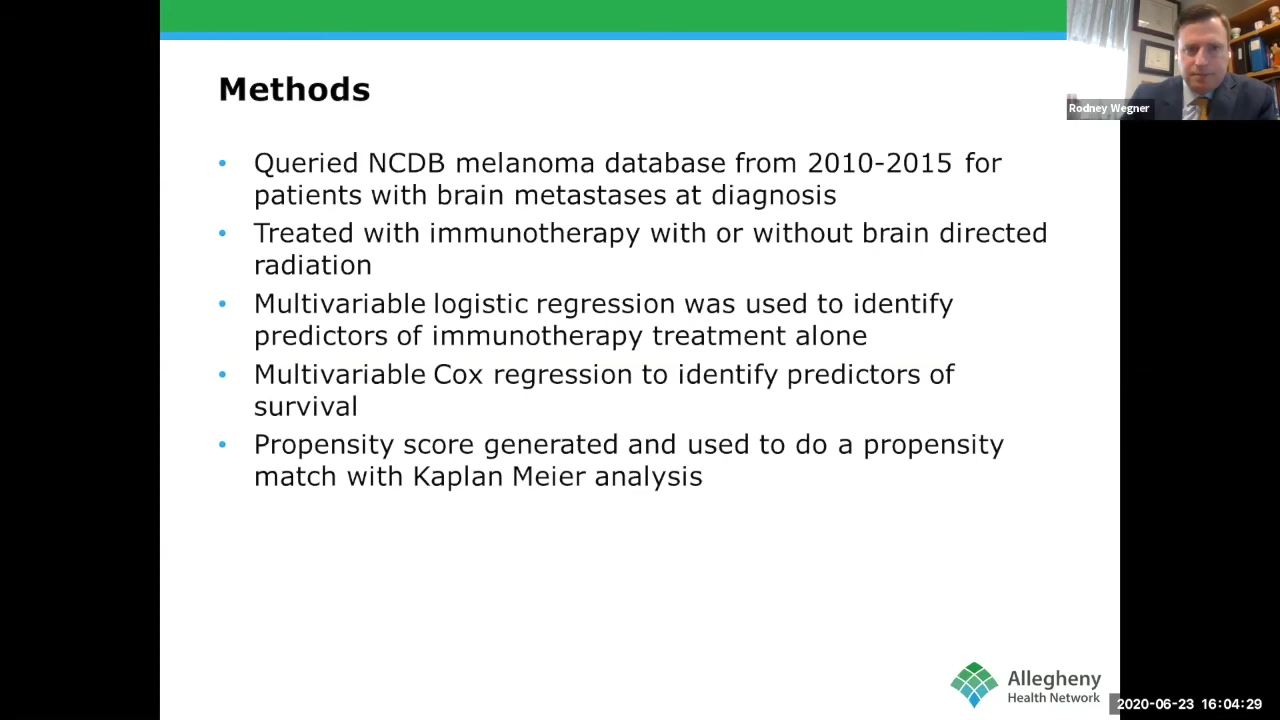 Methods
Rodney Wegner
• Queried NCDB melanoma database from 2010-2015 for
patients with brain metastases at diagnosis
• Treated with immunotherapy with or without brain directed
radiation
• Multivariable logistic regression was used to identify
predictors of immunotherapy treatment alone
• Multivariable Cox regression to identify predictors of
survival
• Propensity score generated and used to do a propensity
match with Kaplan Meier analysis
Allegheny
Health Network
2020-06-23 16:04:29